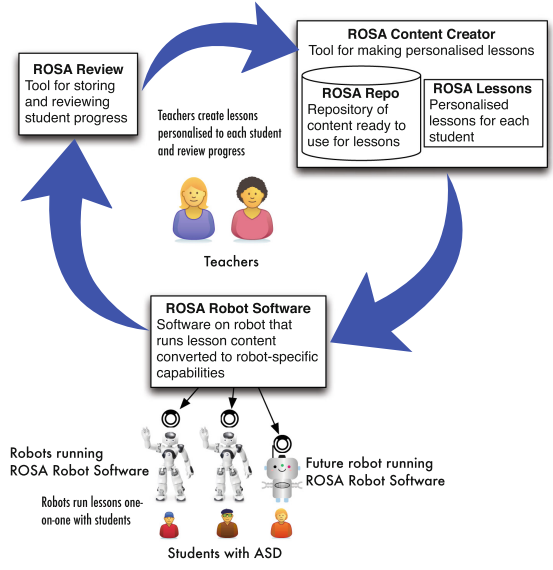 ROSA Review
Tool for storing
and reviewing
student progress
ROSA Content Creator
Tool for making personalised lessons
ROSA Repo
Repository of
content ready to
use for lessons
ROSA Lessons
Personalised
lessons for each
student
Teachers create lessons
personalised to each student
and review progress
Teachers
ROSA Robot Software
Software on robot that
runs lesson content
converted to robot-specific
capabilities
Robots running
ROSA Robot Software
Future robot running
ROSA Robot Software
Robots run lessons one-
on-one with students
Students with ASD